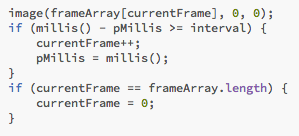 image(frameArray[currentFrame], 0, 0);
if (millis() - pMillis >= interval) {
    currentFrame++;
    pMillis = millis();
}
if (currentFrame == frameArray.length) {
    currentFrame = 0;
}